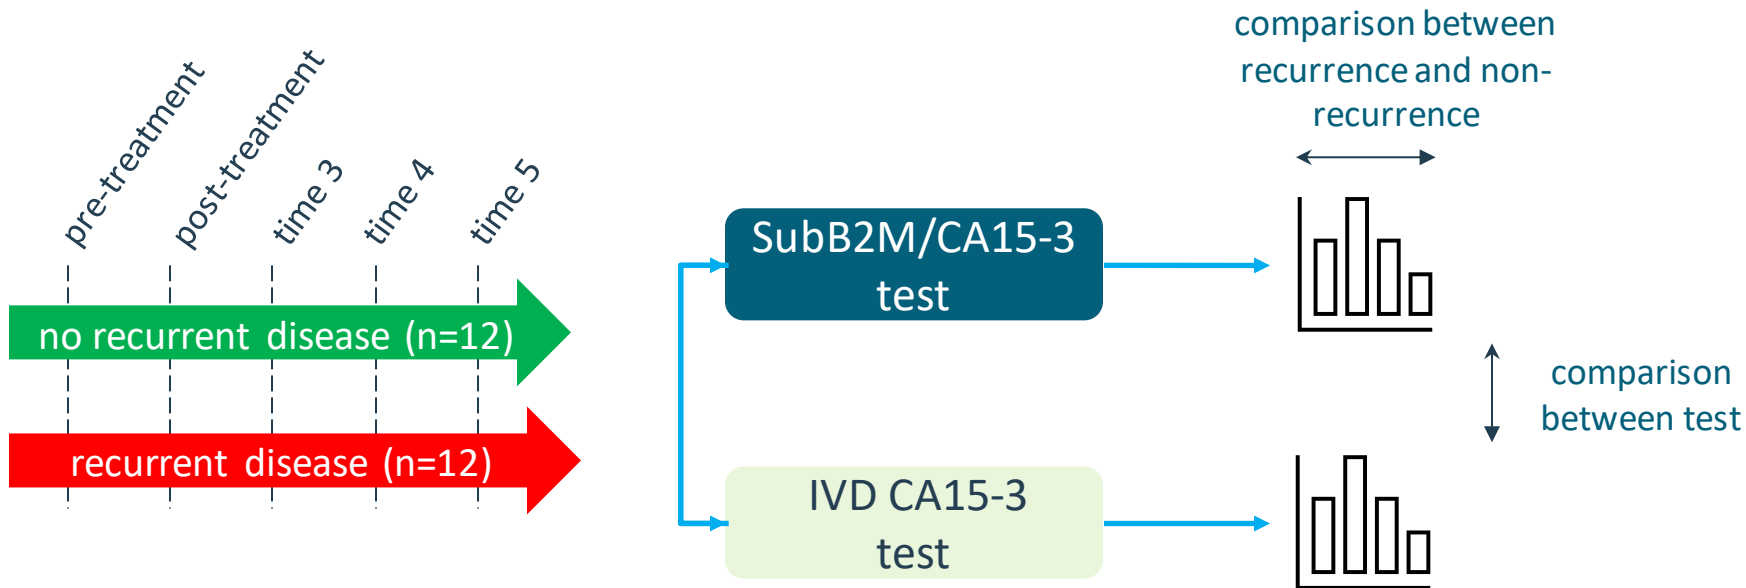 pre-treatment
post-treatment
time 3
time 4
time 5
no recurrent disease (n=12)
recurrent disease (n=12)
SubB2M/CA15-3
test
IVD CA15-3
test
comparison between
recurrence and non-
recurrence
comparison
between test